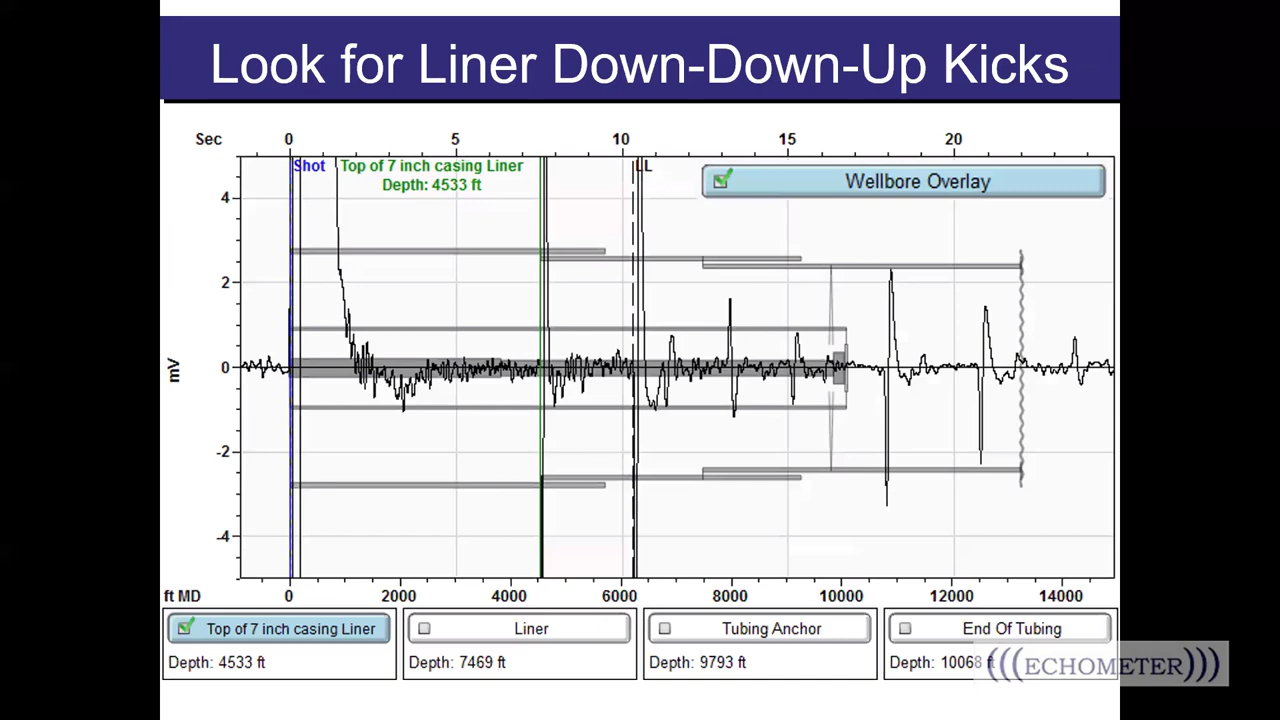 Look for Liner Down-Down-Up Kicks
Sec 0 5 10 15 20
Shot Top of 7 inch casing Liner LL
Depth: 4533 ft
Wellbore Overlay
4
2
0
-2
-4
mV
ft MD 0 2000 4000 6000 8000 10000 12000 14000
Top of 7 inch casing Liner Liner Tubing Anchor End Of Tubing
Depth: 4533 ft Depth: 7469 ft Depth: 9793 ft Depth: 10068 ft
(((ECHOMETER)))